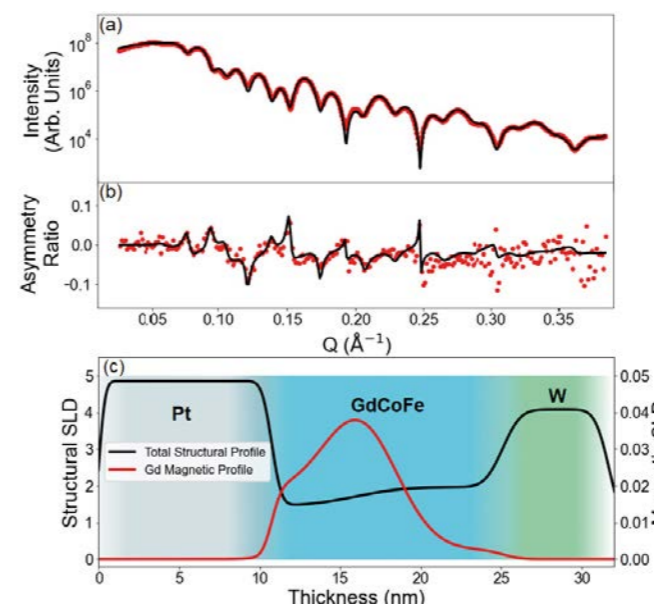 (a)
Intensity
(Arb. Units)
10⁸
10⁶
10⁴
(b)
Asymmetry
Ratio
0.1
0.0
-0.1
0.05 0.10 0.15 0.20 0.25 0.30 0.35
Q (Å⁻¹)
(c)
Structural SLD
5
4
3
2
1
0
Pt
GdCoFe
W
Total Structural Profile
Gd Magnetic Profile
0.05
0.04
0.03
0.02
0.01
0.00
0 5 10 15 20 25 30
Thickness (nm)